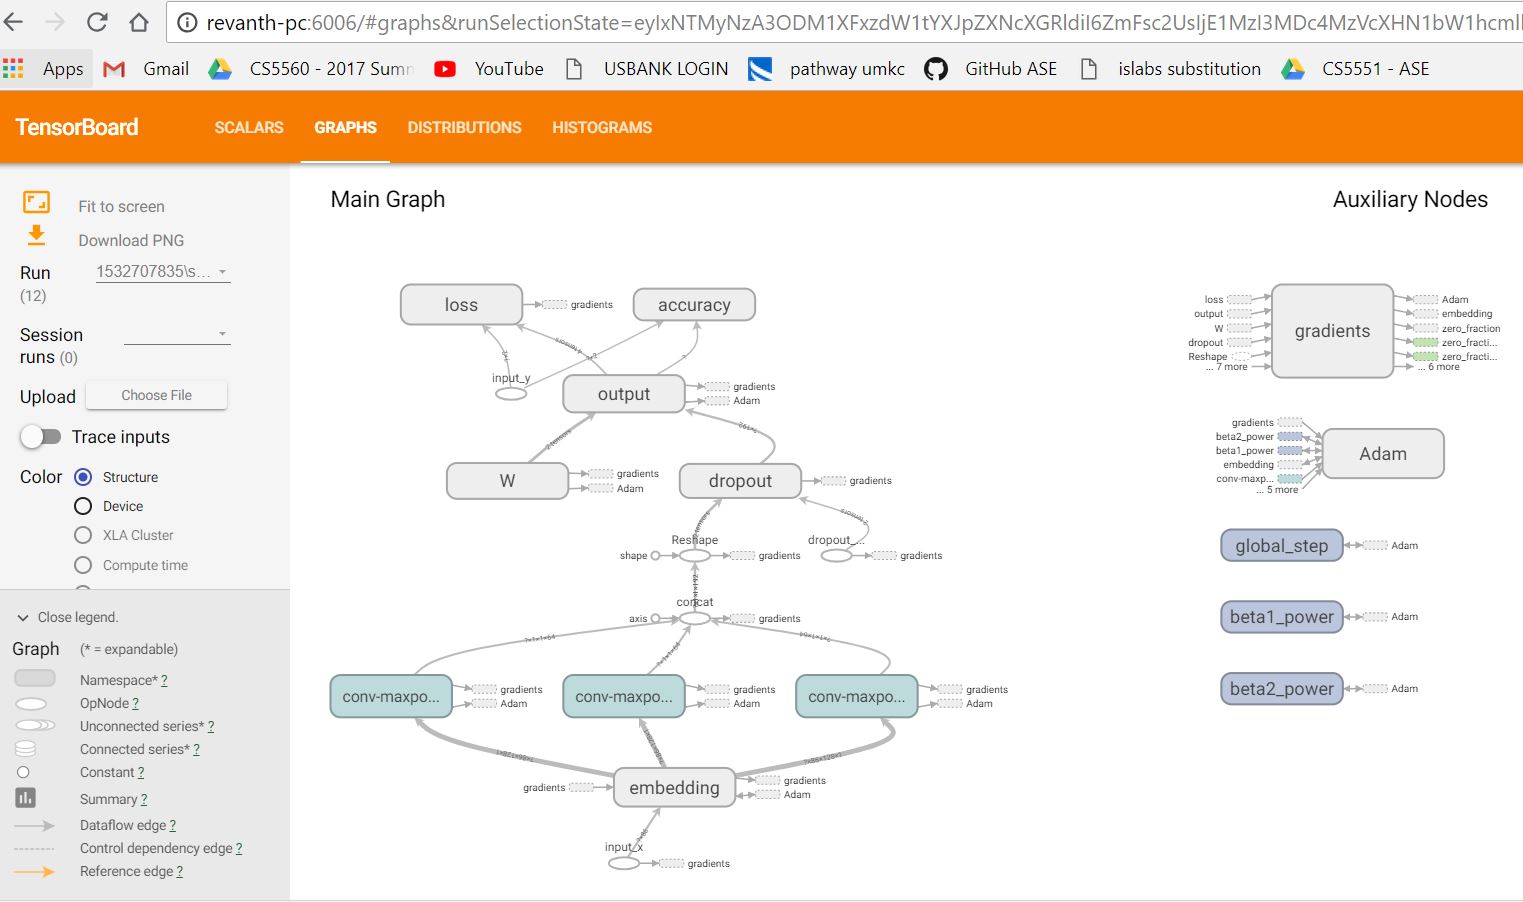 revanth-pc:6006/#graphs&runSelectionState=eyIxNTMyNzA3ODM1XFxzdW1tYXJpZXNcXGRldiI6ZmFsc2UsIjE1MzI3MDc4MzVcXHN1bW1hcmll
Apps Gmail CS5560 - 2017 Summ YouTube USBANK LOGIN pathway umkc GitHub ASE islabs substitution CS5551 - ASE
TensorBoard SCALARS GRAPHS DISTRIBUTIONS HISTOGRAMS
Fit to screen
Download PNG
Run
(12)
1532707835\s...
Session
runs (0)
Upload Choose File
Trace inputs
Color Structure
Device
XLA Cluster
Compute time
Close legend.
Graph (* = expandable)
Namespace* ?
OpNode ?
Unconnected series* ?
Connected series* ?
Constant ?
Summary ?
Dataflow edge ?
Control dependency edge ?
Reference edge ?
Main Graph
loss gradients accuracy
input_y
output gradients
Adam
2 tensors
W gradients
Adam
dropout gradients
Reshape
shape gradients
dropout_...
gradients
concat
axis gradients
conv-maxpo... gradients
Adam
conv-maxpo... gradients
Adam
conv-maxpo... gradients
Adam
gradients embedding gradients
Adam
input_x
gradients
Auxiliary Nodes
loss
output
W
dropout
Reshape
... 7 more
gradients
Adam
embedding
zero_fraction
zero_fracti...
zero_fracti...
... 6 more
gradients
beta2_power
beta1_power
embedding
conv-maxp...
... 5 more
Adam
global_step Adam
beta1_power Adam
beta2_power Adam